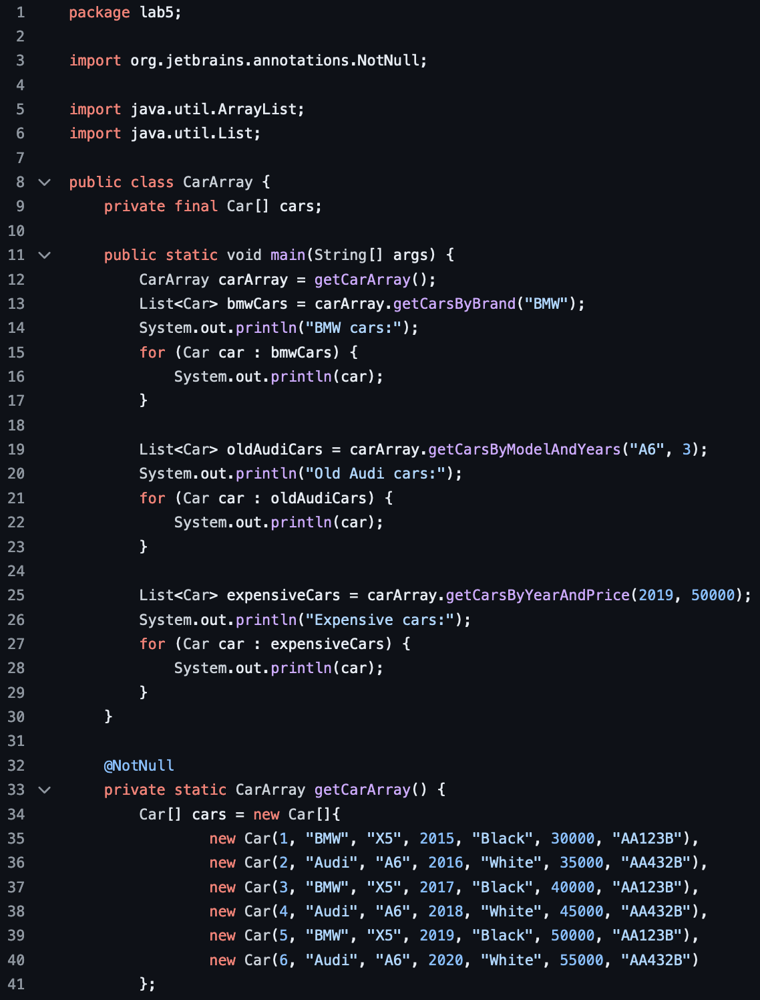 1 package lab5;
2
3 import org.jetbrains.annotations.NotNull;
4
5 import java.util.ArrayList;
6 import java.util.List;
7
8 public class CarArray {
9     private final Car[] cars;
10
11     public static void main(String[] args) {
12         CarArray carArray = getCarArray();
13         List<Car> bmwCars = carArray.getCarsByBrand("BMW");
14         System.out.println("BMW cars:");
15         for (Car car : bmwCars) {
16             System.out.println(car);
17         }
18
19         List<Car> oldAudiCars = carArray.getCarsByModelAndYears("A6", 3);
20         System.out.println("Old Audi cars:");
21         for (Car car : oldAudiCars) {
22             System.out.println(car);
23         }
24
25         List<Car> expensiveCars = carArray.getCarsByYearAndPrice(2019, 50000);
26         System.out.println("Expensive cars:");
27         for (Car car : expensiveCars) {
28             System.out.println(car);
29         }
30     }
31
32     @NotNull
33     private static CarArray getCarArray() {
34         Car[] cars = new Car[]{
35                 new Car(1, "BMW", "X5", 2015, "Black", 30000, "AA123B"),
36                 new Car(2, "Audi", "A6", 2016, "White", 35000, "AA432B"),
37                 new Car(3, "BMW", "X5", 2017, "Black", 40000, "AA123B"),
38                 new Car(4, "Audi", "A6", 2018, "White", 45000, "AA432B"),
39                 new Car(5, "BMW", "X5", 2019, "Black", 50000, "AA123B"),
40                 new Car(6, "Audi", "A6", 2020, "White", 55000, "AA432B")
41         };